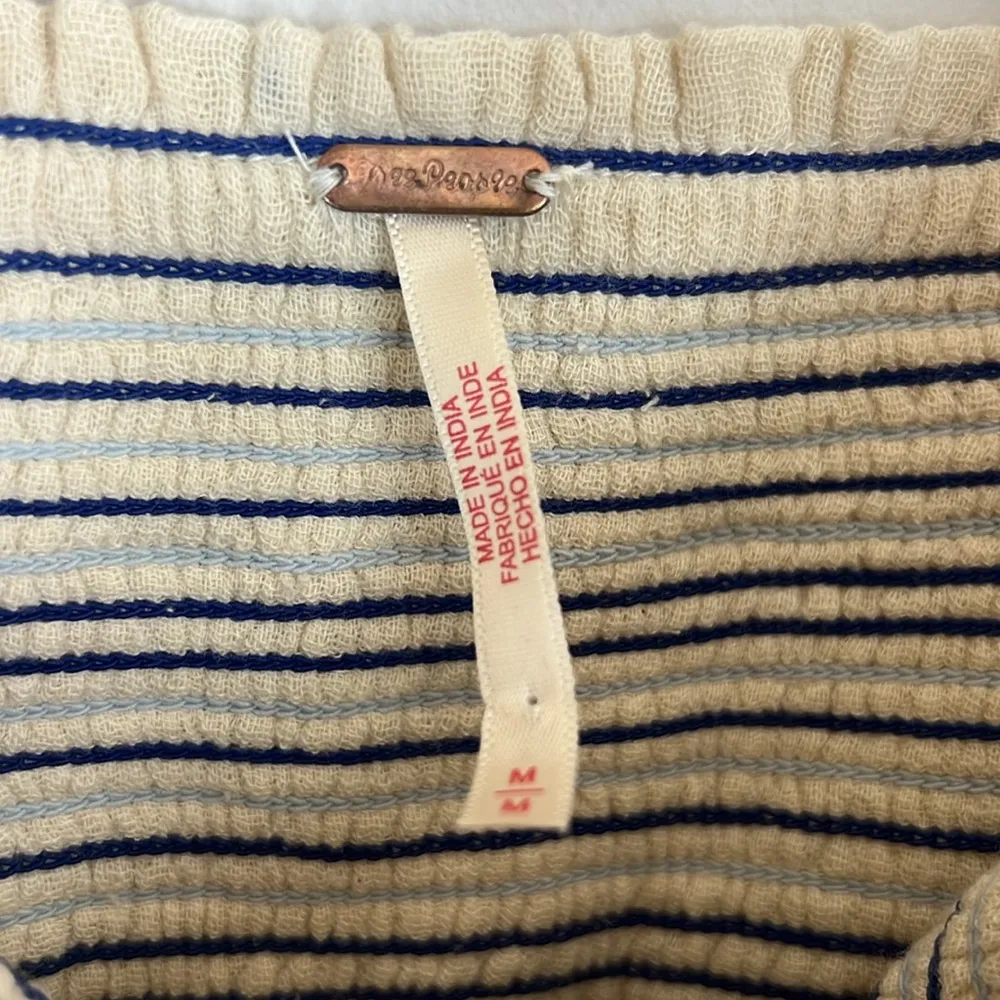 Free People
MADE IN INDIA
FABRIQUÉ EN INDE
HECHO EN INDIA
M
M